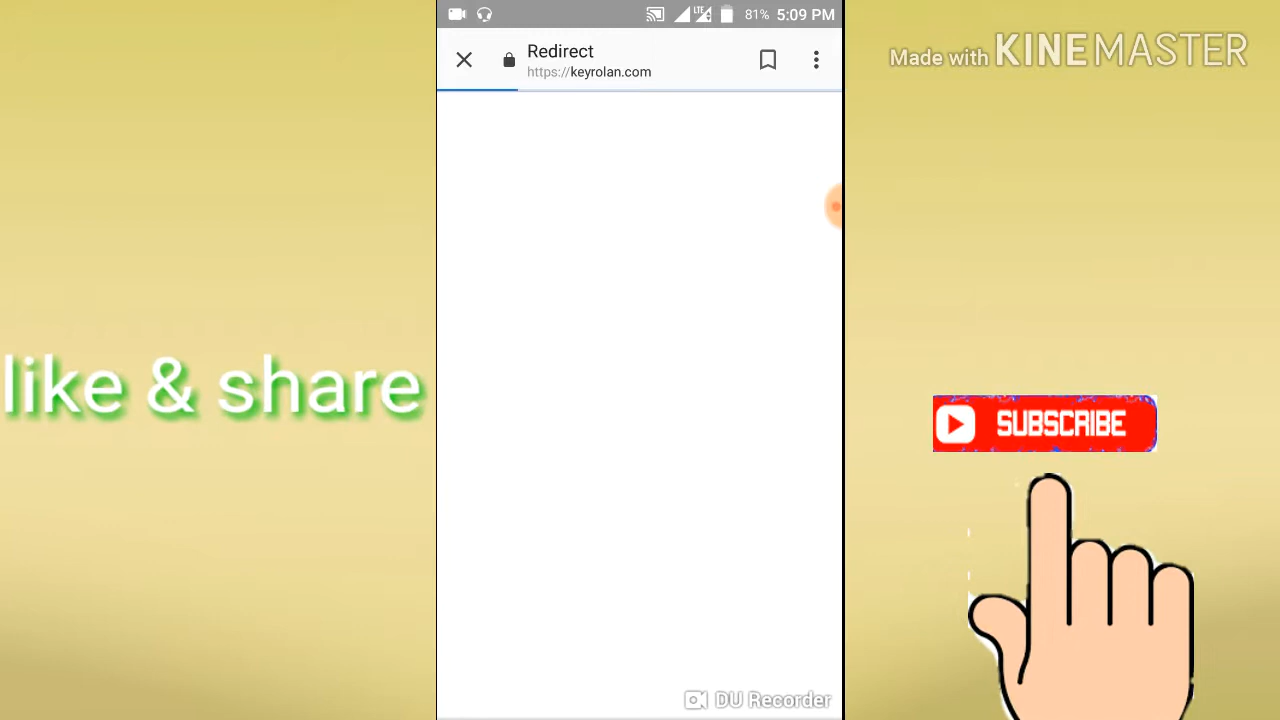 81% 5:09 PM
Redirect
https://keyrolan.com
Made with KINEMASTER
like & share
SUBSCRIBE
DU Recorder